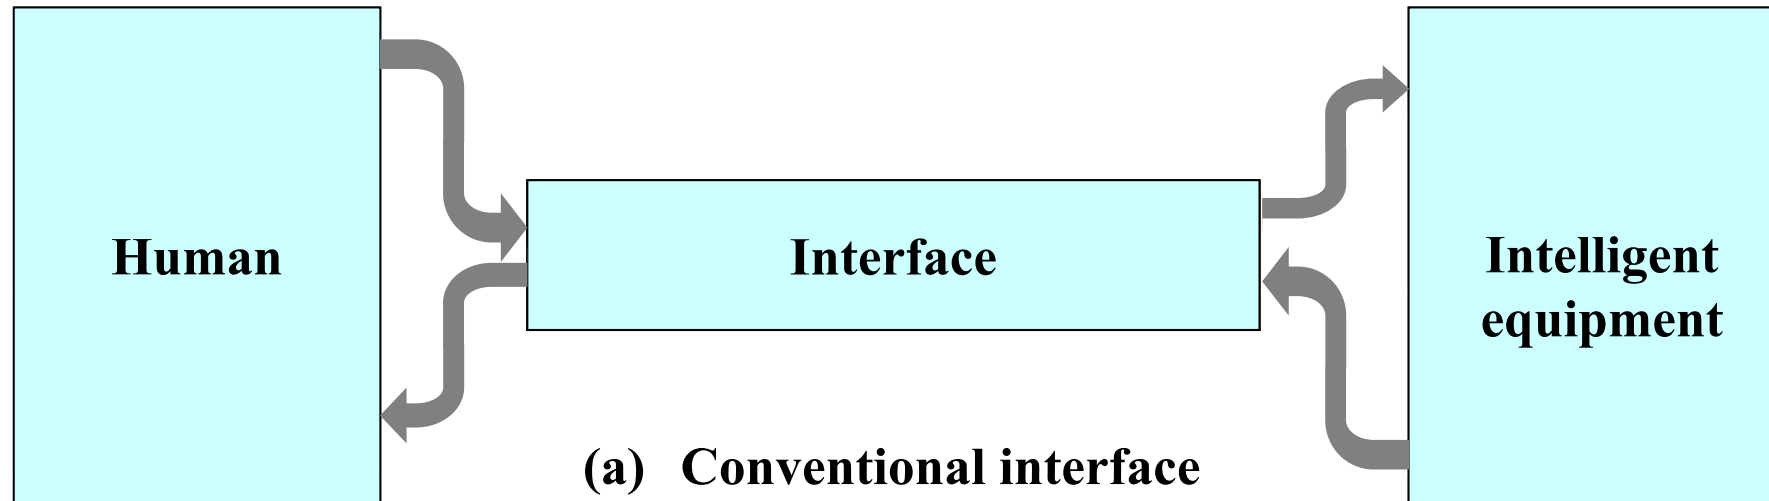 Human
Interface
Intelligent
equipment
(a) Conventional interface